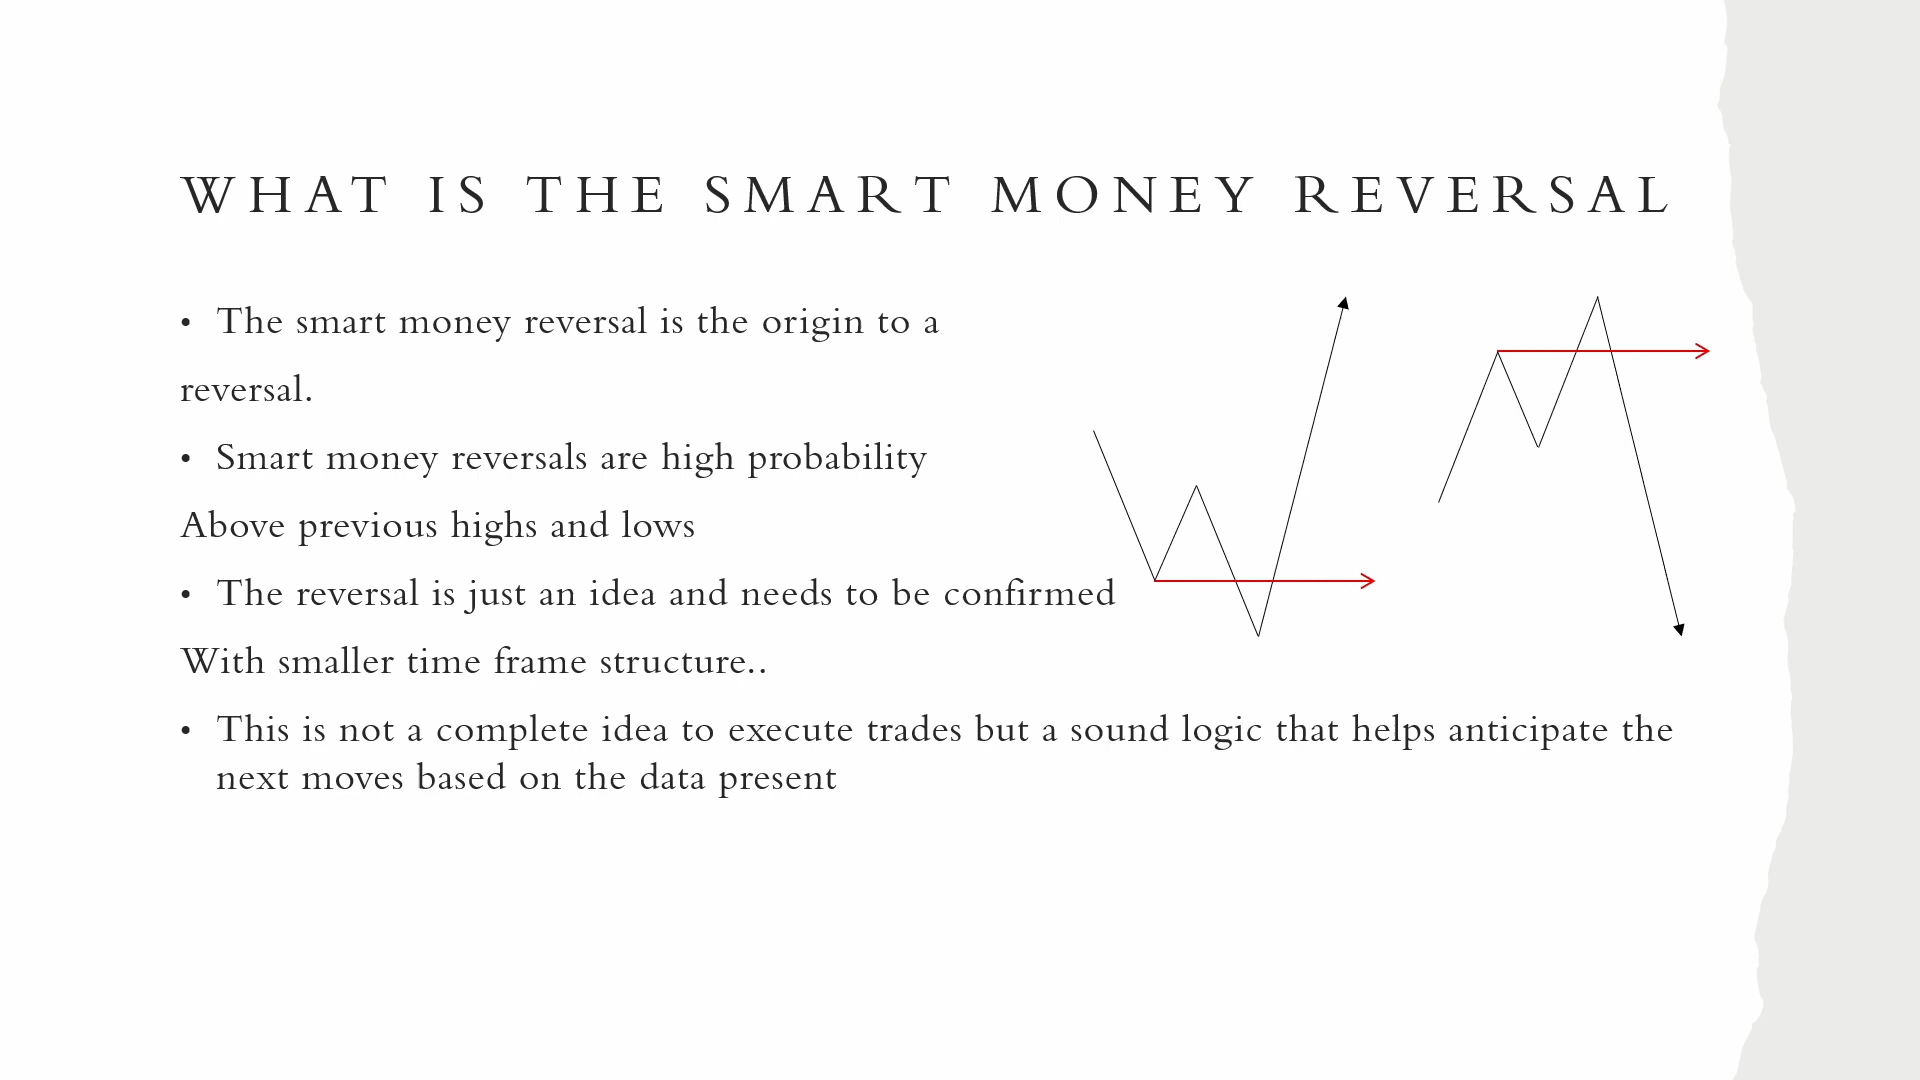 WHAT IS THE SMART MONEY REVERSAL
• The smart money reversal is the origin to a
reversal.
• Smart money reversals are high probability
Above previous highs and lows
• The reversal is just an idea and needs to be confirmed
With smaller time frame structure..
• This is not a complete idea to execute trades but a sound logic that helps anticipate the
next moves based on the data present